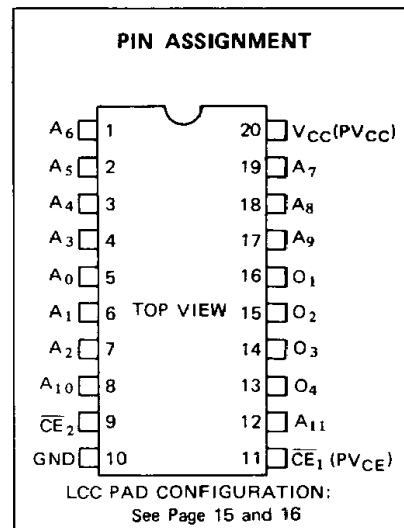 PIN ASSIGNMENT
A6 1 20 VCC(PVCC)
A5 2 19 A7
A4 3 18 A8
A3 4 17 A9
A0 5 16 O1
A1 6 TOP VIEW 15 O2
A2 7 14 O3
A10 8 13 O4
C̅E̅2 9 12 A11
GND 10 11 C̅E̅1 (PVCE)
LCC PAD CONFIGURATION:
See Page 15 and 16